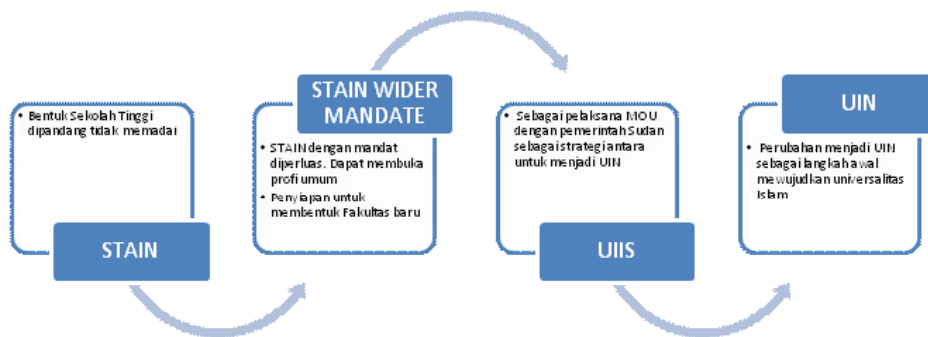 • Bentuk Sekolah Tinggi
dipandang tidak memadai
STAIN
STAIN WIDER
MANDATE
• STAIN dengan mandat
diperluas. Dapat membuka
profi umum
• Penyiapan untuk
membentuk Fakultas baru
• Sebagai pelaksana MOU
dengan pemerintah Sudan
sebagai strategi antara
untuk menjadi UIN
UIIS
UIN
• Perubahan menjadi UIN
sebagai langkah awal
mewujudkan universalitas
Islam